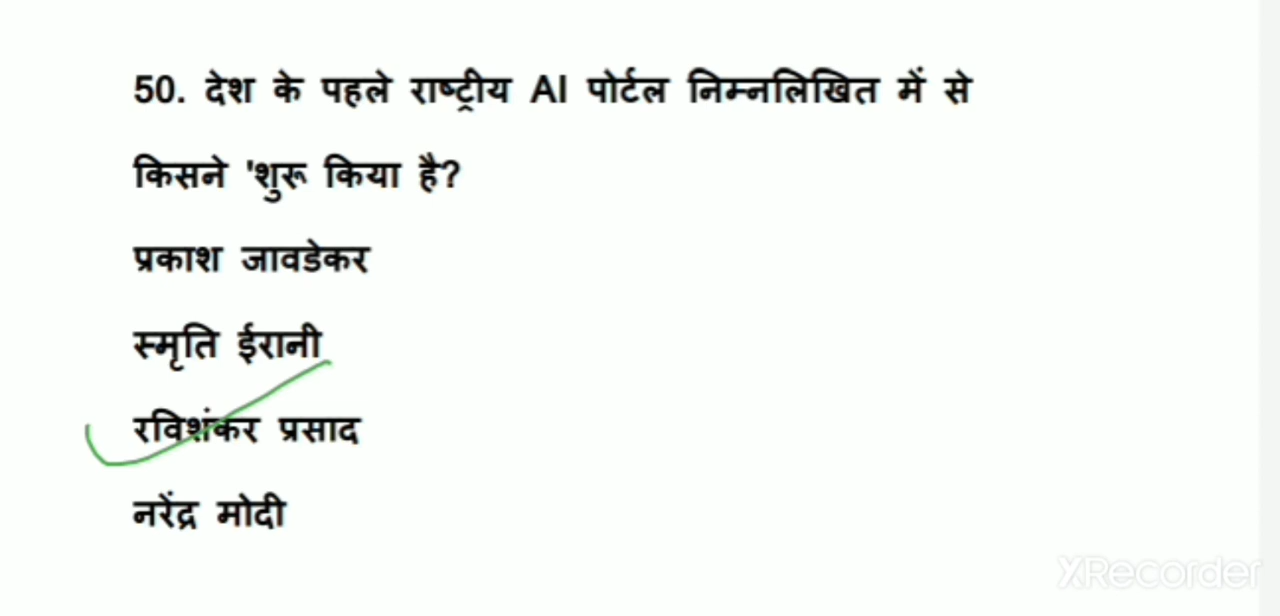 50. देश के पहले राष्ट्रीय AI पोर्टल निम्नलिखित में से
किसने 'शुरू किया है?
प्रकाश जावडेकर
स्मृति ईरानी
रविशंकर प्रसाद
नरेंद्र मोदी
XRecorder